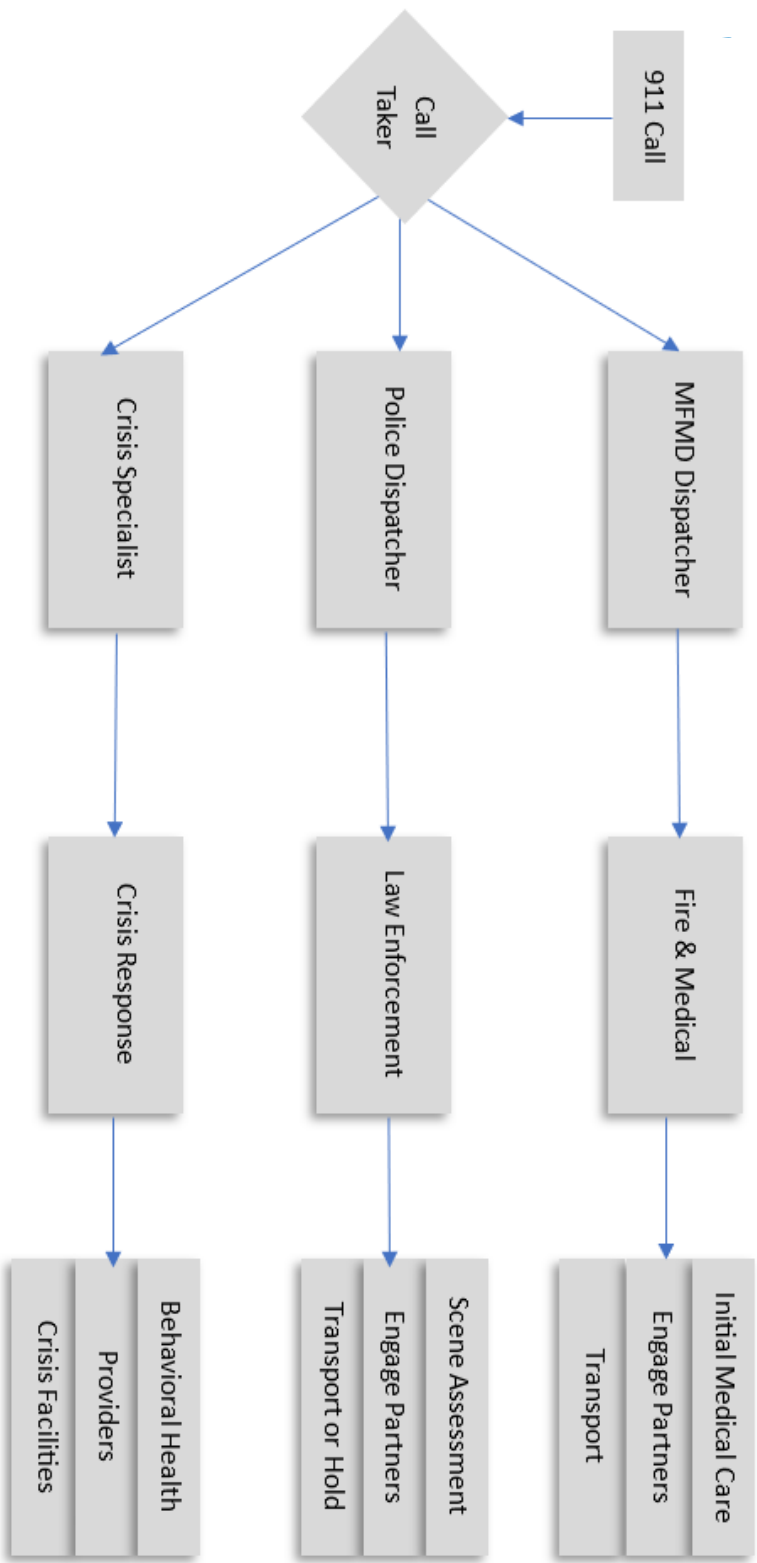 911 Call
Call
Taker
MFMD Dispatcher
Fire & Medical
Initial Medical Care
Engage Partners
Transport
Police Dispatcher
Law Enforcement
Scene Assessment
Engage Partners
Transport or Hold
Crisis Specialist
Crisis Response
Behavioral Health
Providers
Crisis Facilities